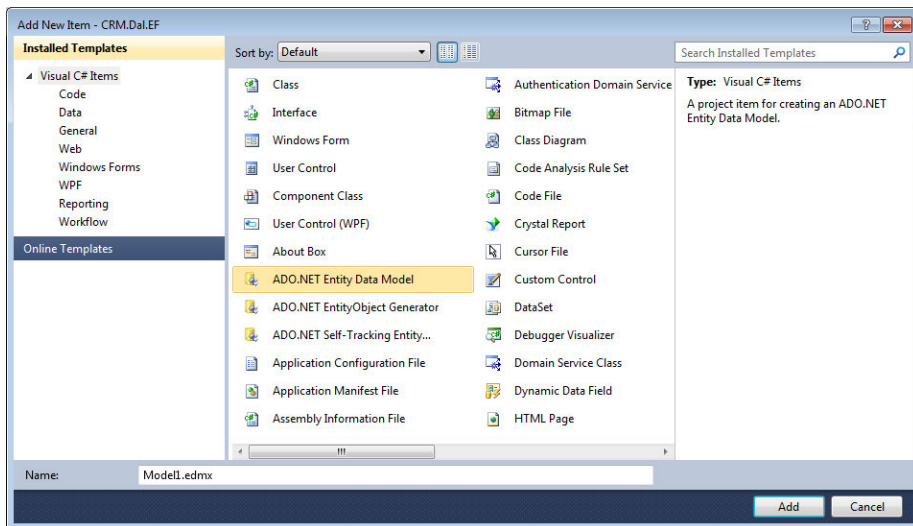 Add New Item - CRM.Dal.EF
Installed Templates
Visual C# Items
Code
Data
General
Web
Windows Forms
WPF
Reporting
Workflow
Online Templates
Sort by: Default
Search Installed Templates
Class
Interface
Windows Form
User Control
Component Class
User Control (WPF)
About Box
ADO.NET Entity Data Model
ADO.NET EntityObject Generator
ADO.NET Self-Tracking Entity...
Application Configuration File
Application Manifest File
Assembly Information File
Authentication Domain Service
Bitmap File
Class Diagram
Code Analysis Rule Set
Code File
Crystal Report
Cursor File
Custom Control
DataSet
Debugger Visualizer
Domain Service Class
Dynamic Data Field
HTML Page
Type: Visual C# Items
A project item for creating an ADO.NET
Entity Data Model.
Name: Model1.edmx
Add Cancel